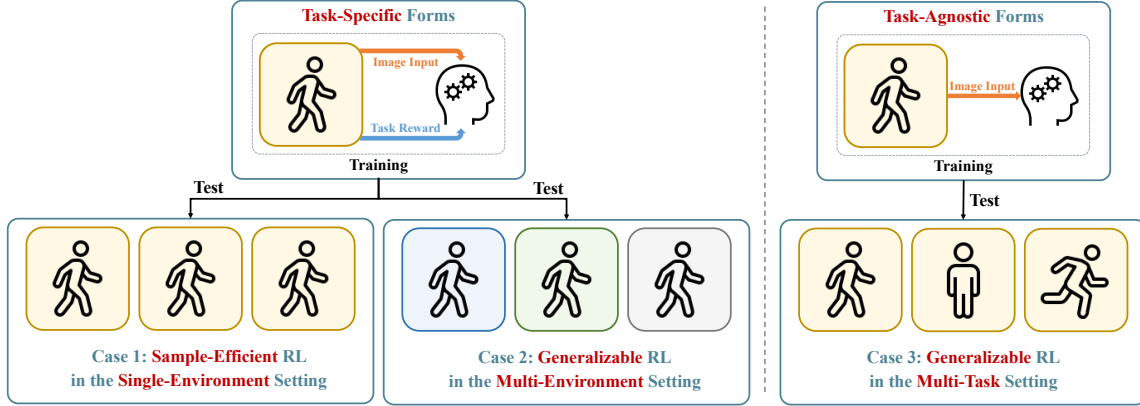 Task-Specific Forms
Image Input
Task Reward
Training
Test
Test
Case 1: Sample-Efficient RL
in the Single-Environment Setting
Case 2: Generalizable RL
in the Multi-Environment Setting
Task-Agnostic Forms
Image Input
Training
Test
Case 3: Generalizable RL
in the Multi-Task Setting